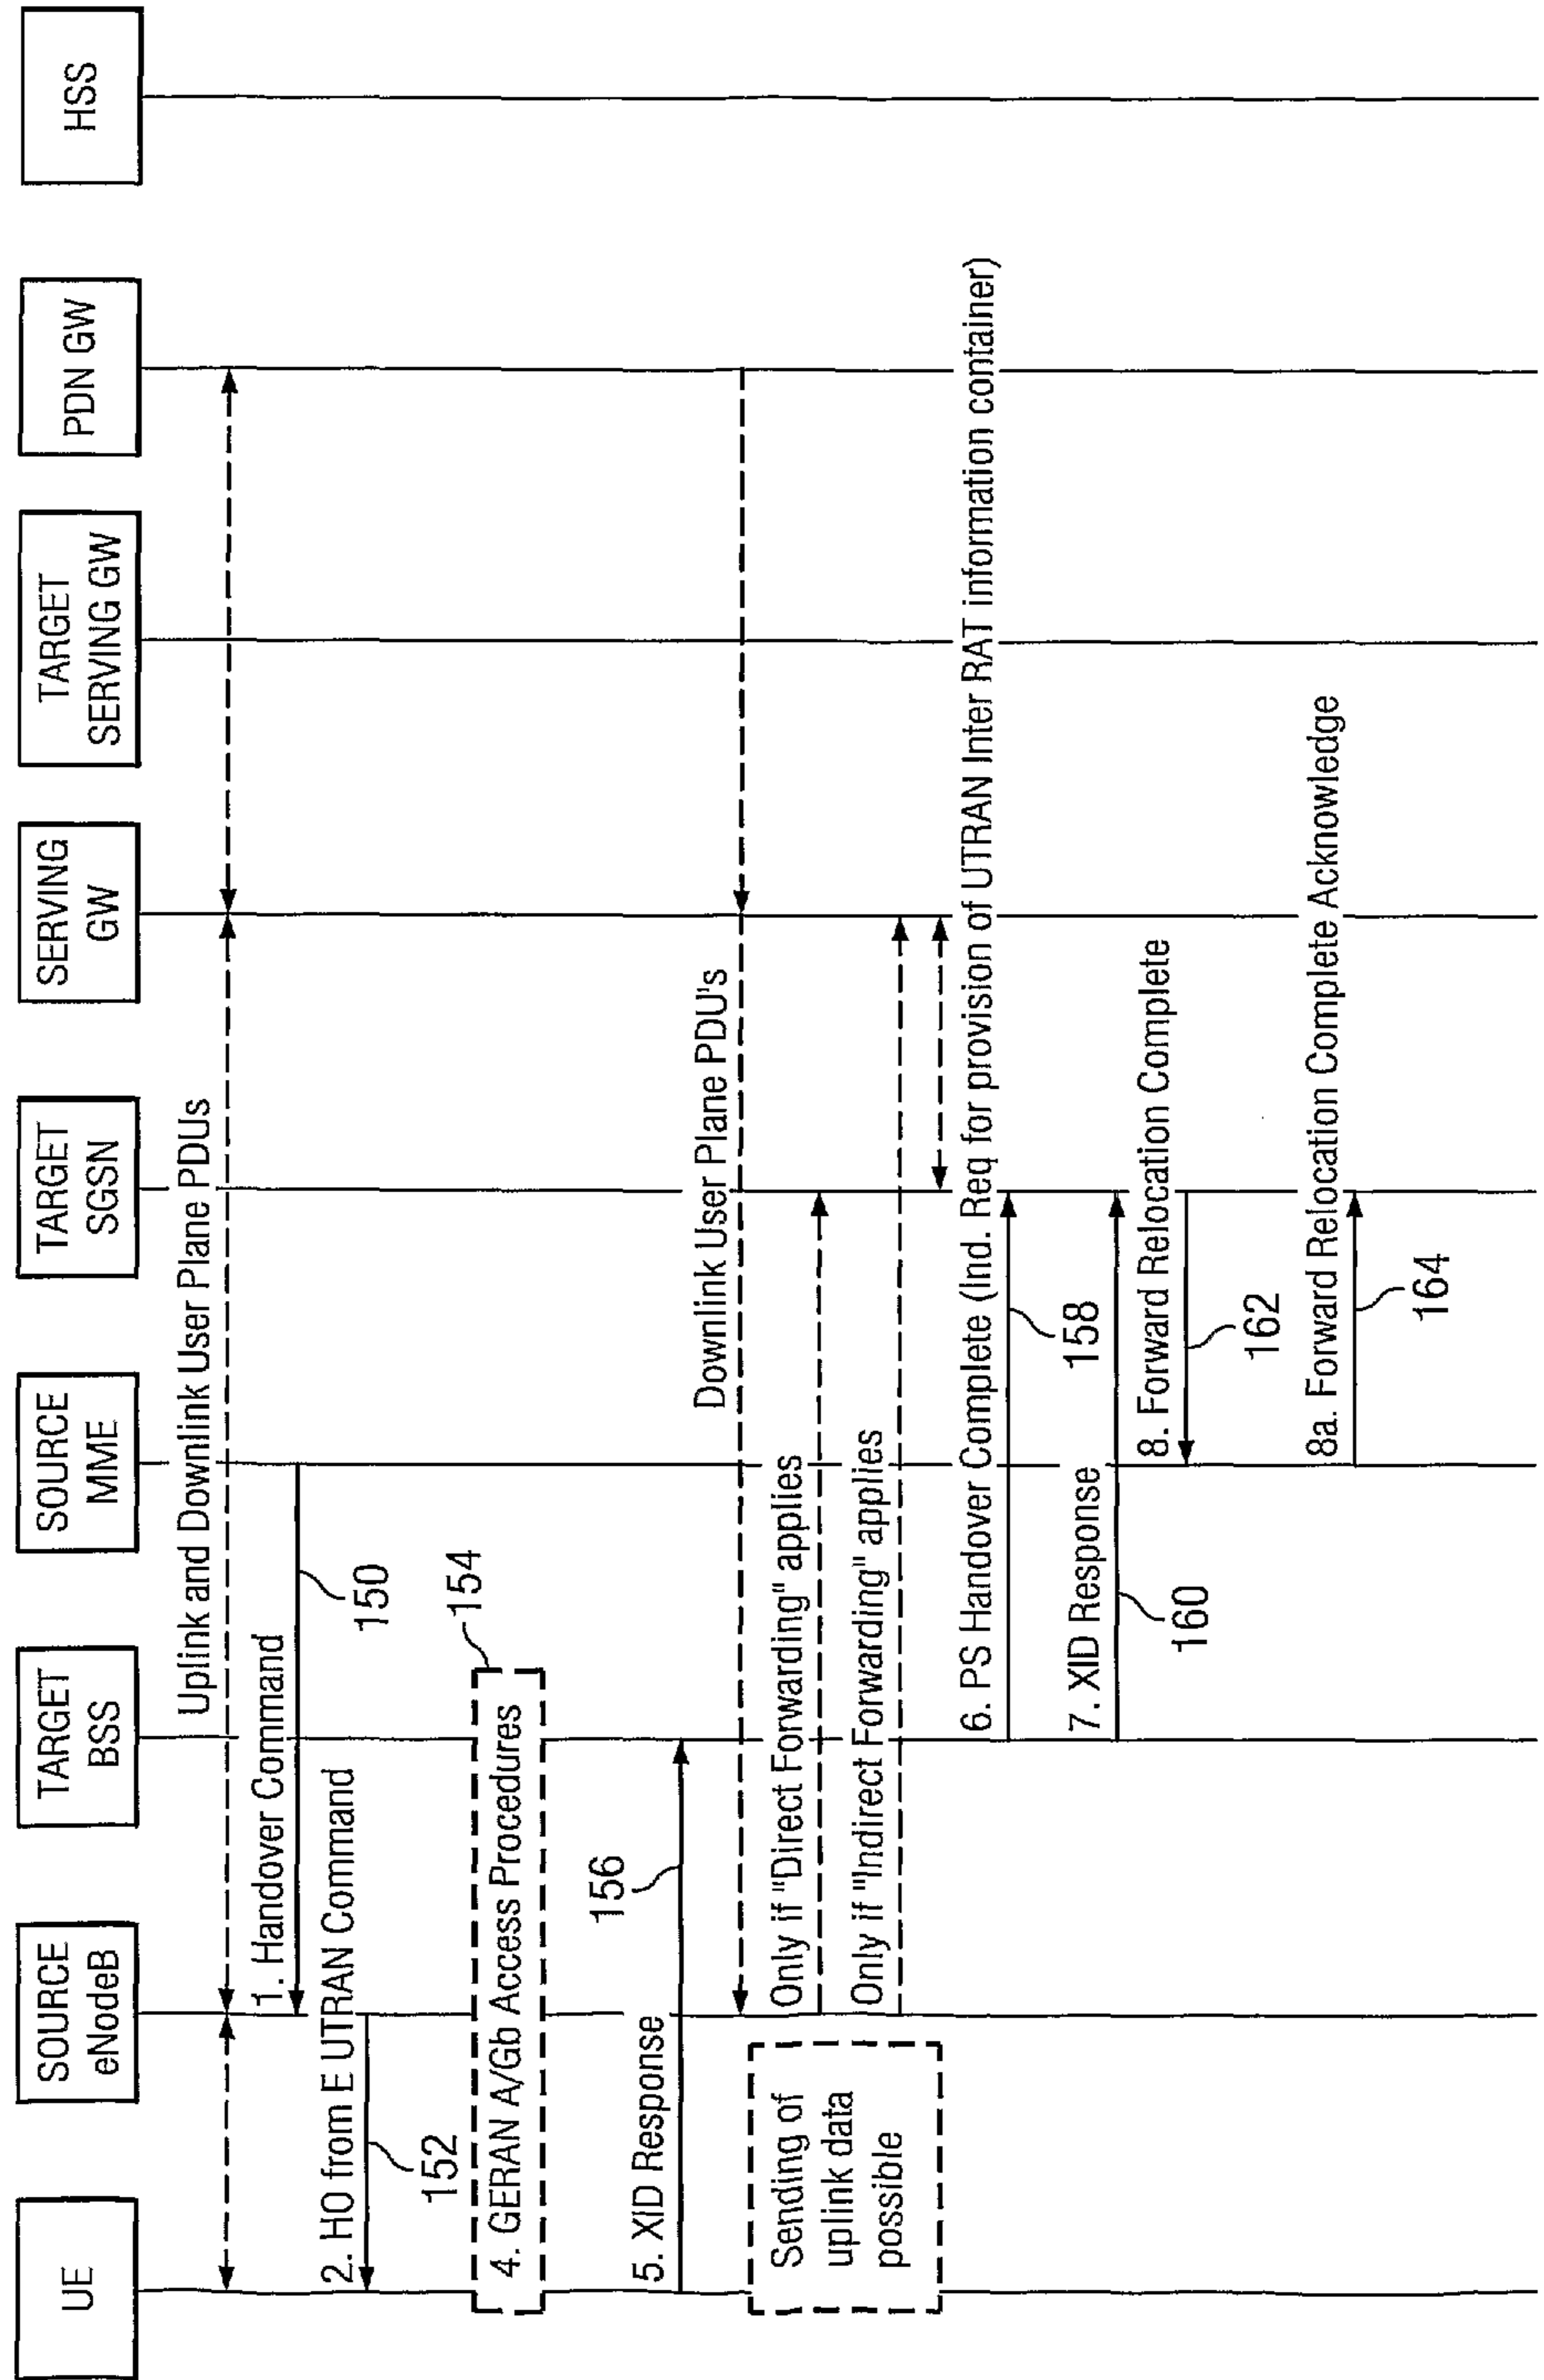 UE
SOURCE
eNodeB
TARGET
BSS
SOURCE
MME
TARGET
SGSN
SERVING
GW
TARGET
SERVING GW
PDN GW
HSS
Uplink and Downlink User Plane PDUs
1. Handover Command
150
2. HO from E UTRAN Command
152
4. GERAN A/Gb Access Procedures
154
5. XID Response
156
Downlink User Plane PDU's
Sending of
uplink data
possible
Only if "Direct Forwarding" applies
Only if "Indirect Forwarding" applies
6. PS Handover Complete (Ind. Req for provision of UTRAN Inter RAT information container)
158
7. XID Response
160
8. Forward Relocation Complete
162
8a. Forward Relocation Complete Acknowledge
164